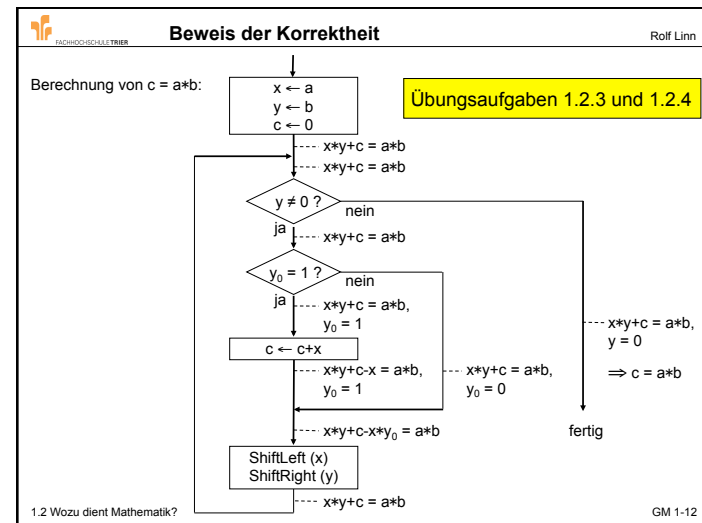 FACHHOCHSCHULE TRIER
Beweis der Korrektheit
Rolf Linn
Berechnung von c = a*b:
x ← a
y ← b
c ← 0
Übungsaufgaben 1.2.3 und 1.2.4
x*y+c = a*b
x*y+c = a*b
y ≠ 0 ?
nein
ja
x*y+c = a*b
y₀ = 1 ?
nein
ja
x*y+c = a*b,
y₀ = 1
c ← c+x
x*y+c-x = a*b,
y₀ = 1
x*y+c = a*b,
y₀ = 0
x*y+c = a*b,
y = 0
⇒ c = a*b
fertig
x*y+c-x*y₀ = a*b
ShiftLeft (x)
ShiftRight (y)
x*y+c = a*b
1.2 Wozu dient Mathematik?
GM 1-12